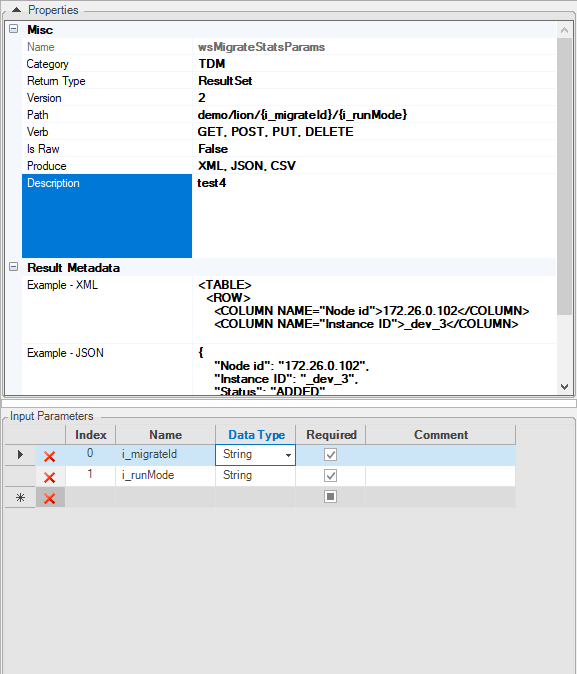 Properties
Misc
Name wsMigrateStatsParams
Category TDM
Return Type ResultSet
Version 2
Path demo/lion/{i_migrateId}/{i_runMode}
Verb GET, POST, PUT, DELETE
Is Raw False
Produce XML, JSON, CSV
Description test4
Result Metadata
Example - XML <TABLE>
<ROW>
<COLUMN NAME="Node id">172.26.0.102</COLUMN>
<COLUMN NAME="Instance ID">_dev_3</COLUMN>
Example - JSON {
"Node id": "172.26.0.102",
"Instance ID": "_dev_3",
"Status": "ADDED"
Input Parameters
Index Name Data Type Required Comment
0 i_migrateId String
1 i_runMode String